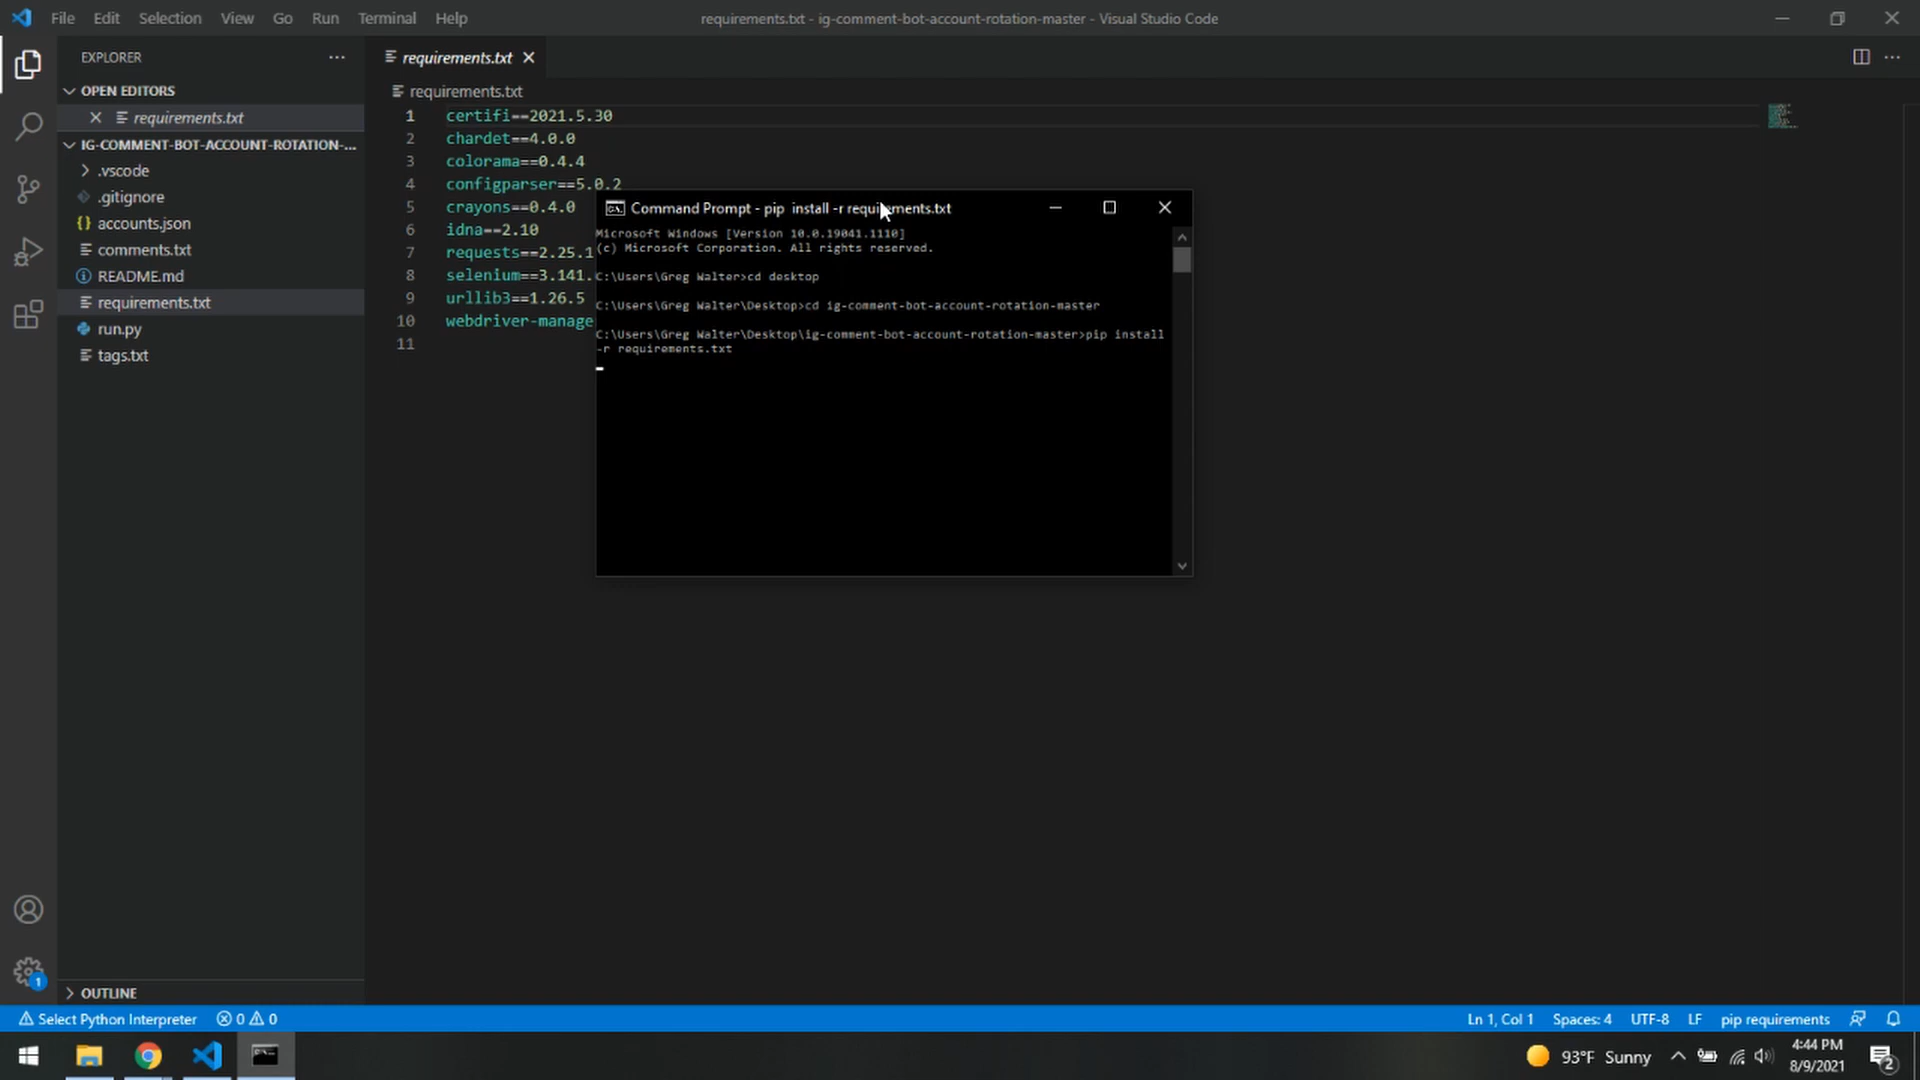 File Edit Selection View Go Run Terminal Help
requirements.txt - ig-comment-bot-account-rotation-master - Visual Studio Code
EXPLORER
OPEN EDITORS
requirements.txt
IG-COMMENT-BOT-ACCOUNT-ROTATION-...
.vscode
.gitignore
accounts.json
comments.txt
README.md
requirements.txt
run.py
tags.txt
OUTLINE
requirements.txt
requirements.txt
1 certifi==2021.5.30
2 chardet==4.0.0
3 colorama==0.4.4
4 configparser==5.0.2
5 crayons==0.4.0
6 idna==2.10
7 requests==2.25.1
8 selenium==3.141.
9 urllib3==1.26.5
10 webdriver-manage
11
Command Prompt - pip install -r requirements.txt
Microsoft Windows [Version 10.0.19041.1110]
(c) Microsoft Corporation. All rights reserved.
C:\Users\Greg Walter>cd desktop
C:\Users\Greg Walter\Desktop>cd ig-comment-bot-account-rotation-master
C:\Users\Greg Walter\Desktop\ig-comment-bot-account-rotation-master>pip install
-r requirements.txt
Select Python Interpreter 0 0
Ln 1, Col 1 Spaces: 4 UTF-8 LF pip requirements
1
93°F Sunny
4:44 PM
8/9/2021
2